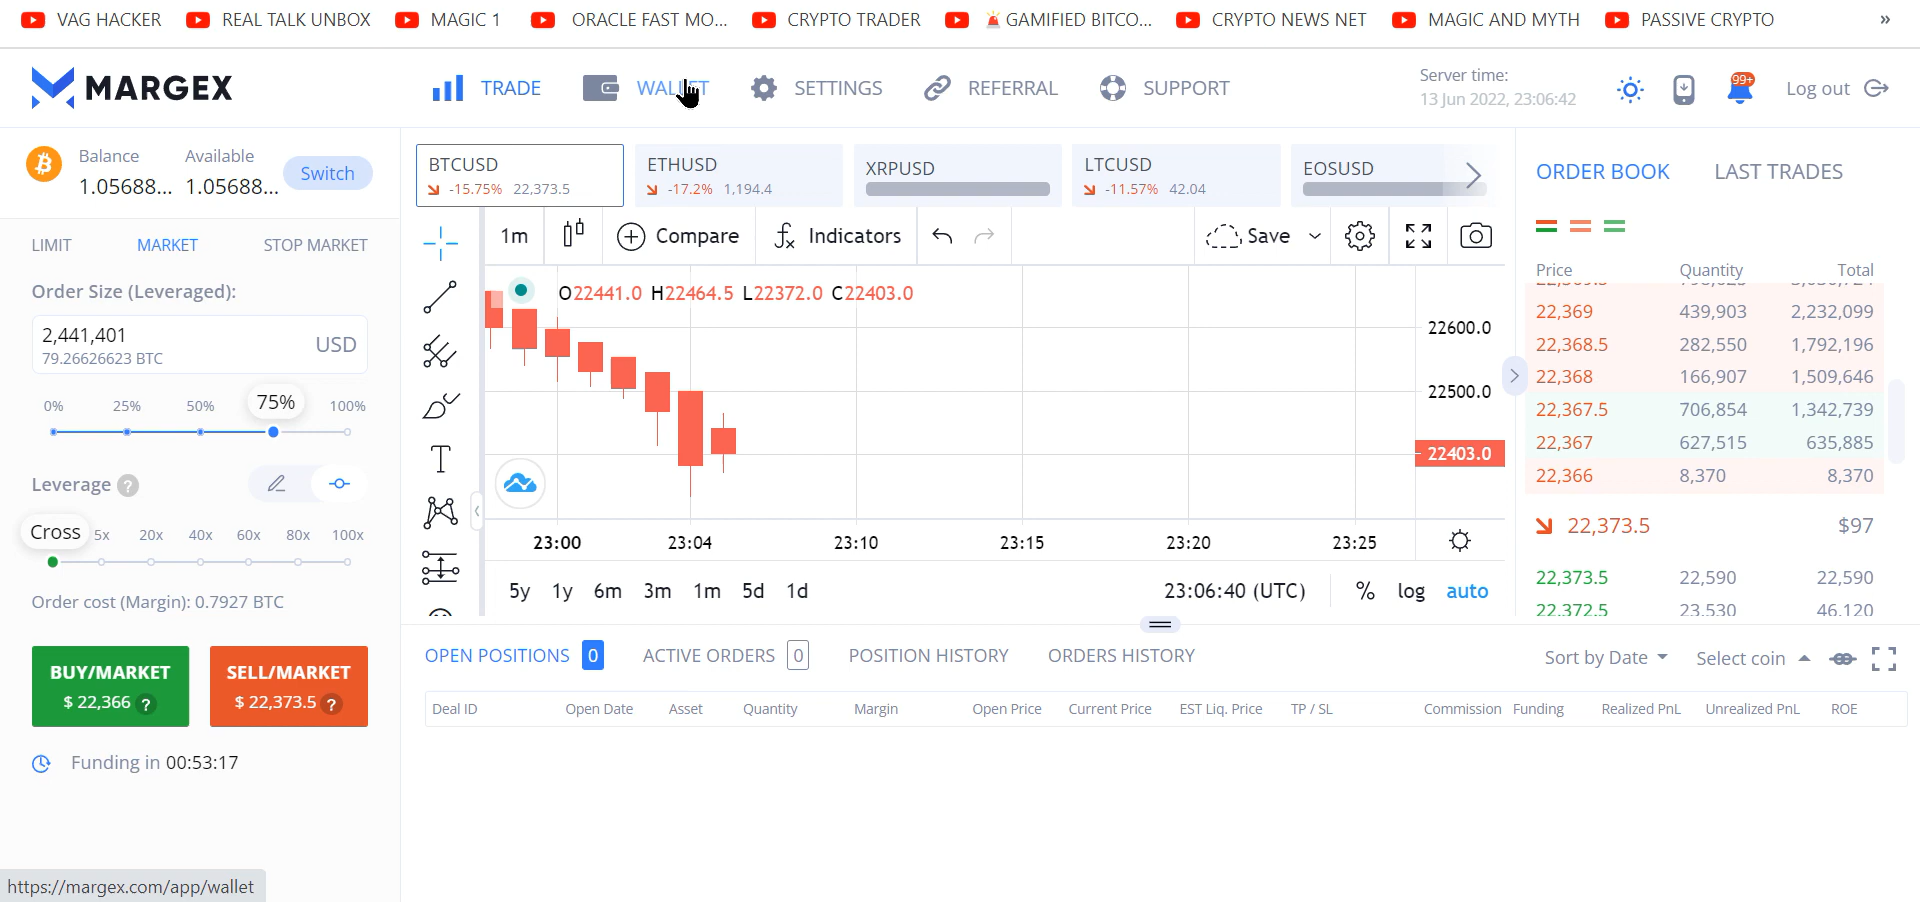 VAG HACKER REAL TALK UNBOX MAGIC 1 ORACLE FAST MO... CRYPTO TRADER GAMIFIED BITCO... CRYPTO NEWS NET MAGIC AND MYTH PASSIVE CRYPTO »
MARGEX TRADE WALLET SETTINGS REFERRAL SUPPORT
Server time:
13 Jun 2022, 23:06:42
99+
Log out
Balance Available
1.05688... 1.05688...
Switch
BTCUSD
-15.75% 22,373.5
ETHUSD
-17.2% 1,194.4
XRPUSD
LTCUSD
-11.57% 42.04
EOSUSD
ORDER BOOK LAST TRADES
LIMIT MARKET STOP MARKET
1m Compare Indicators Save
Order Size (Leveraged):
2,441,401
79.26626623 BTC
USD
0% 25% 50% 75% 100%
Leverage ?
Cross 5x 20x 40x 60x 80x 100x
Order cost (Margin): 0.7927 BTC
BUY/MARKET
$ 22,366 ?
SELL/MARKET
$ 22,373.5 ?
Funding in 00:53:17
O22441.0 H22464.5 L22372.0 C22403.0
22600.0
22500.0
22403.0
23:00 23:04 23:10 23:15 23:20 23:25
5y 1y 6m 3m 1m 5d 1d 23:06:40 (UTC) % log auto
Price Quantity Total
22,369 439,903 2,232,099
22,368.5 282,550 1,792,196
22,368 166,907 1,509,646
22,367.5 706,854 1,342,739
22,367 627,515 635,885
22,366 8,370 8,370
22,373.5 $97
22,373.5 22,590 22,590
22,372.5 23,530 46,120
OPEN POSITIONS 0 ACTIVE ORDERS 0 POSITION HISTORY ORDERS HISTORY Sort by Date Select coin
Deal ID Open Date Asset Quantity Margin Open Price Current Price EST Liq. Price TP / SL Commission Funding Realized PnL Unrealized PnL ROE
https://margex.com/app/wallet